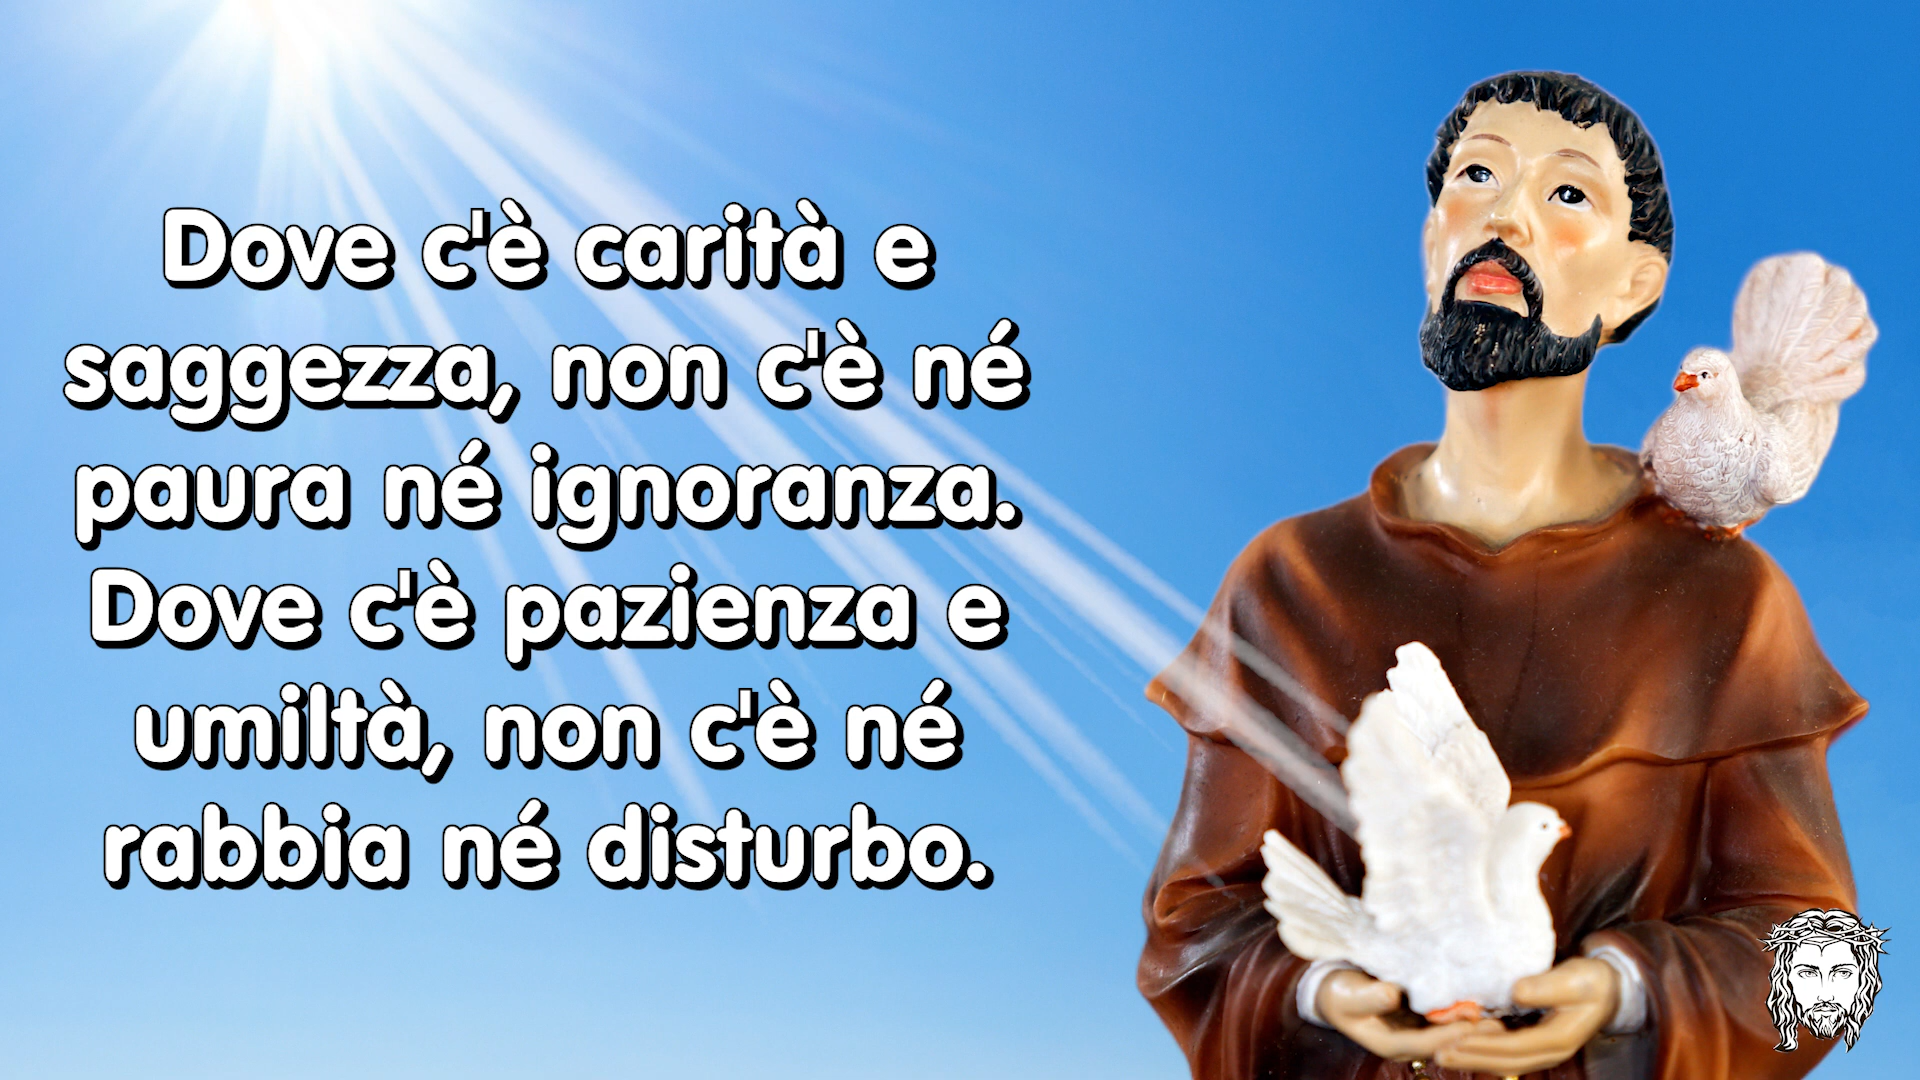 Dove c'è carità e
saggezza, non c'è né
paura né ignoranza.
Dove c'è pazienza e
umiltà, non c'è né
rabbia né disturbo.